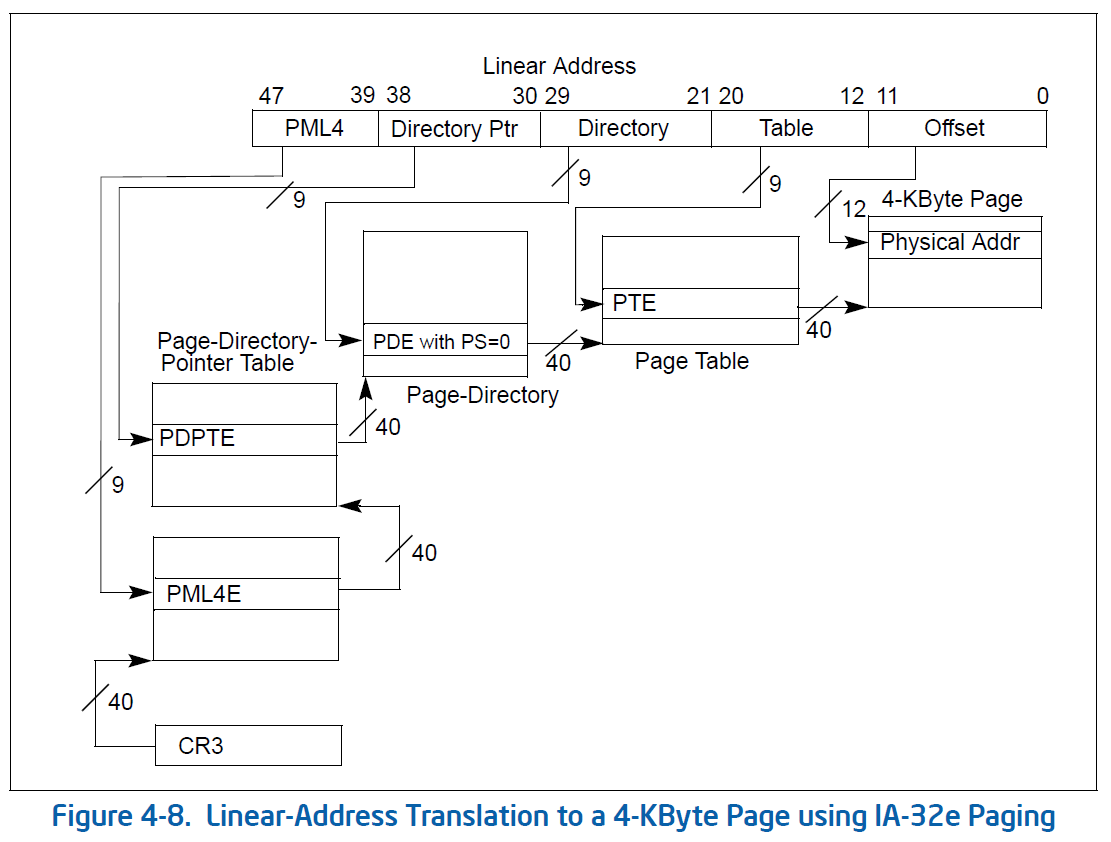 Linear Address
47 39 38 30 29 21 20 12 11 0
PML4 Directory Ptr Directory Table Offset
9
9
9
12
4-KByte Page
Physical Addr
PTE
40
Page Table
PDE with PS=0
40
Page-Directory
Page-Directory-
Pointer Table
40
PDPTE
9
40
PML4E
40
CR3
Figure 4-8. Linear-Address Translation to a 4-KByte Page using IA-32e Paging